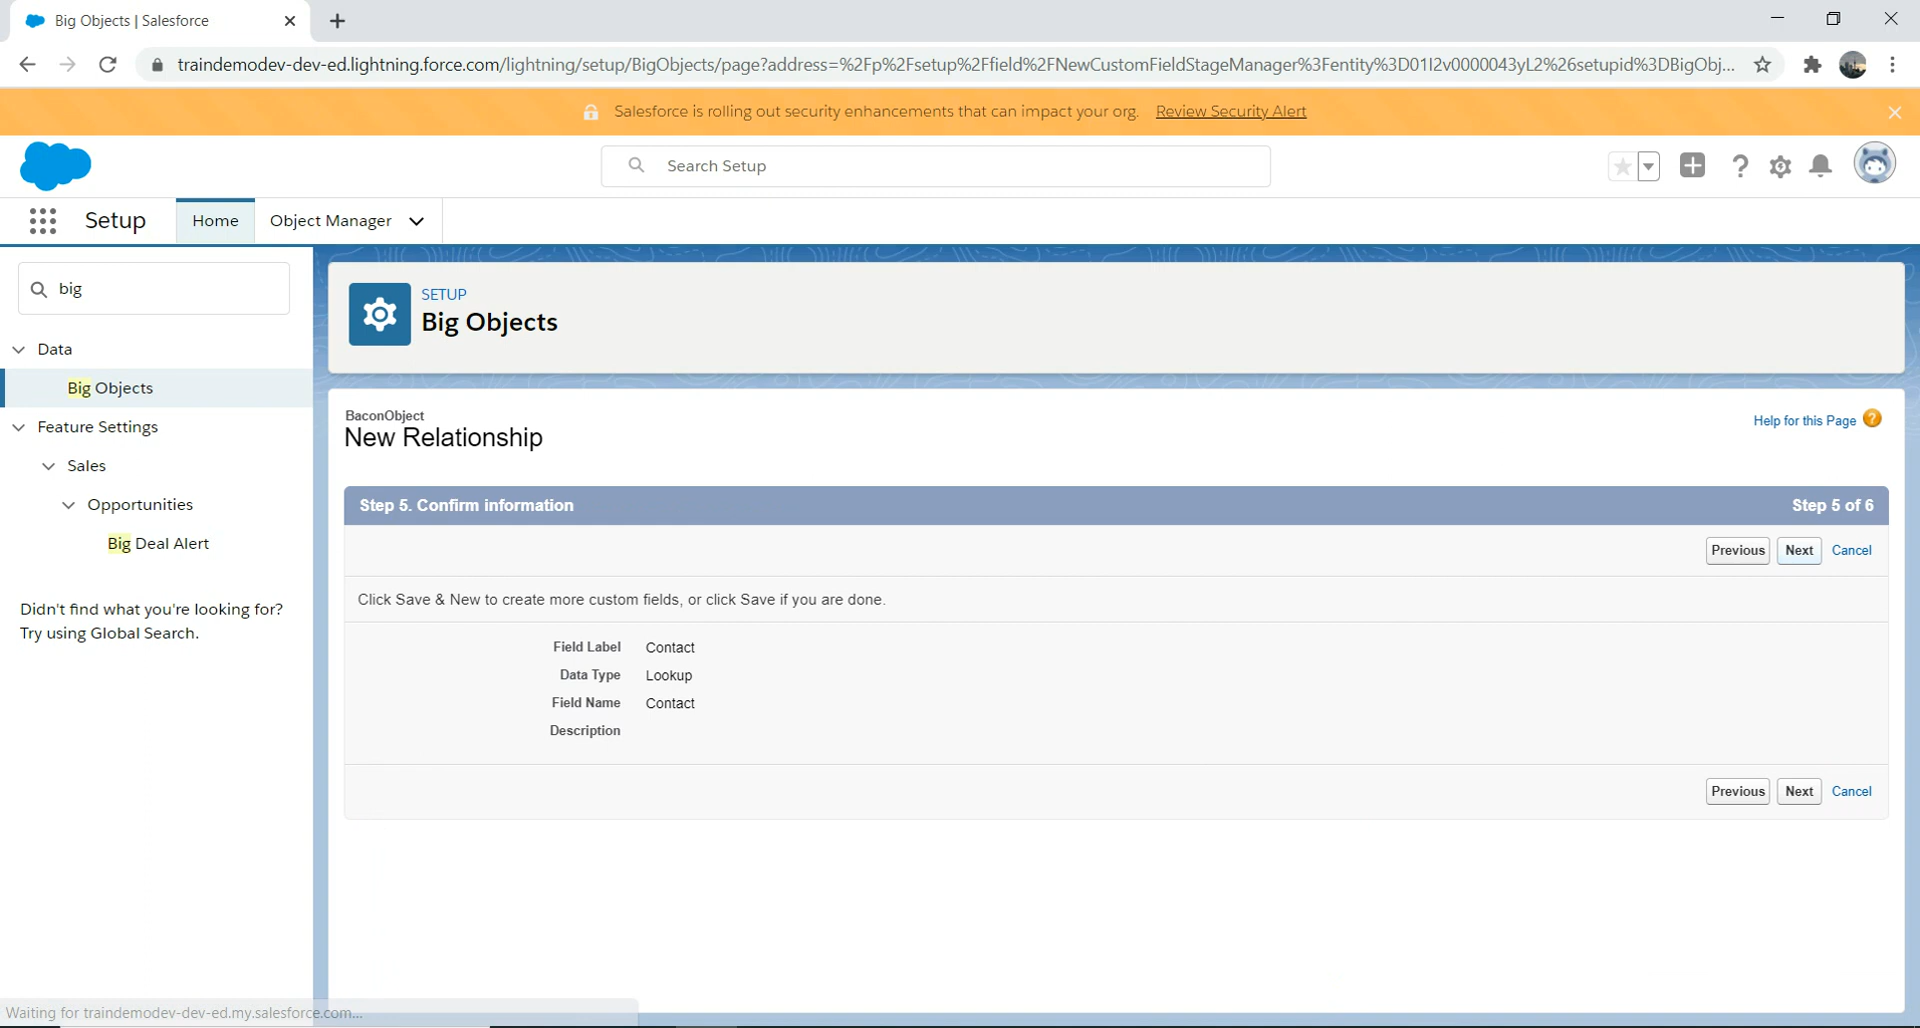 Big Objects | Salesforce
traindemodev-dev-ed.lightning.force.com/lightning/setup/BigObjects/page?address=%2Fp%2Fsetup%2Ffield%2FNewCustomFieldStageManager%3Fentity%3D01I2v0000043yL2%26setupid%3DBigObj...
Salesforce is rolling out security enhancements that can impact your org. Review Security Alert
Search Setup
Setup Home Object Manager
big
Data
Big Objects
Feature Settings
Sales
Opportunities
Big Deal Alert
Didn't find what you're looking for?
Try using Global Search.
SETUP
Big Objects
BaconObject
New Relationship
Help for this Page ?
Step 5. Confirm information Step 5 of 6
Previous Next Cancel
Click Save & New to create more custom fields, or click Save if you are done.
Field Label Contact
Data Type Lookup
Field Name Contact
Description
Previous Next Cancel
Waiting for traindemodev-dev-ed.my.salesforce.com...